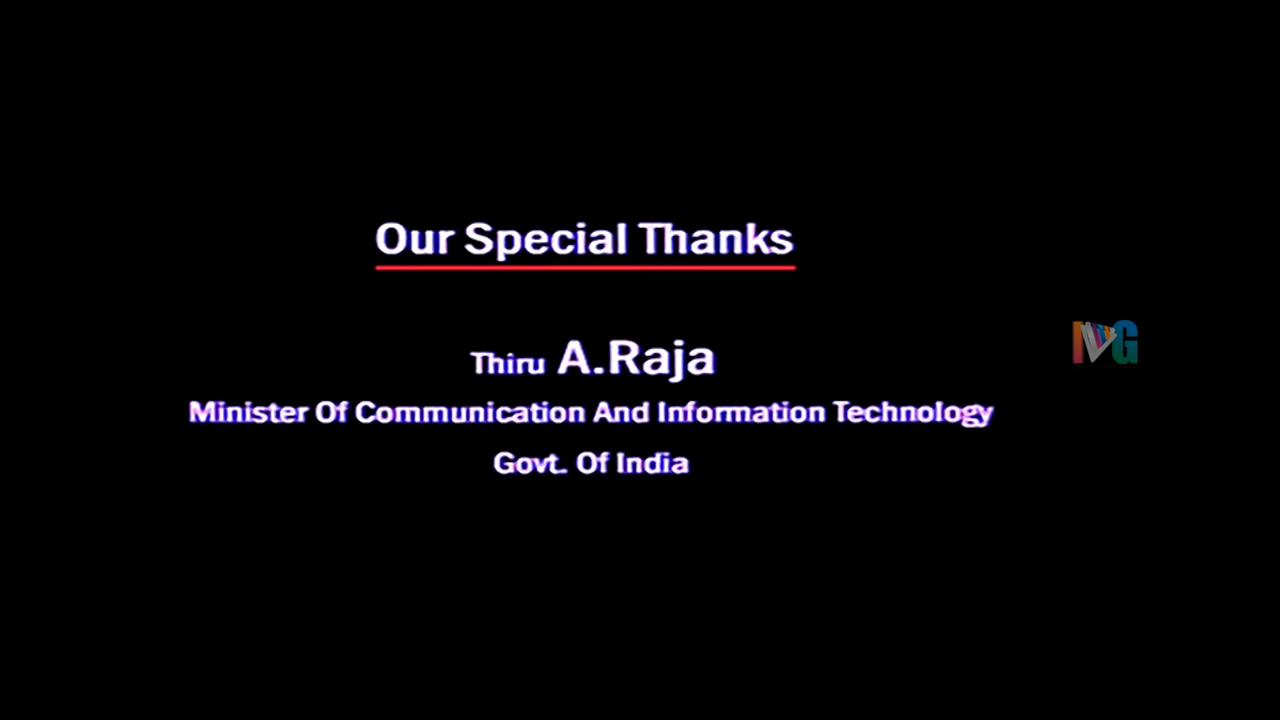 Our Special Thanks
Thiru A.Raja
Minister Of Communication And Information Technology
Govt. Of India